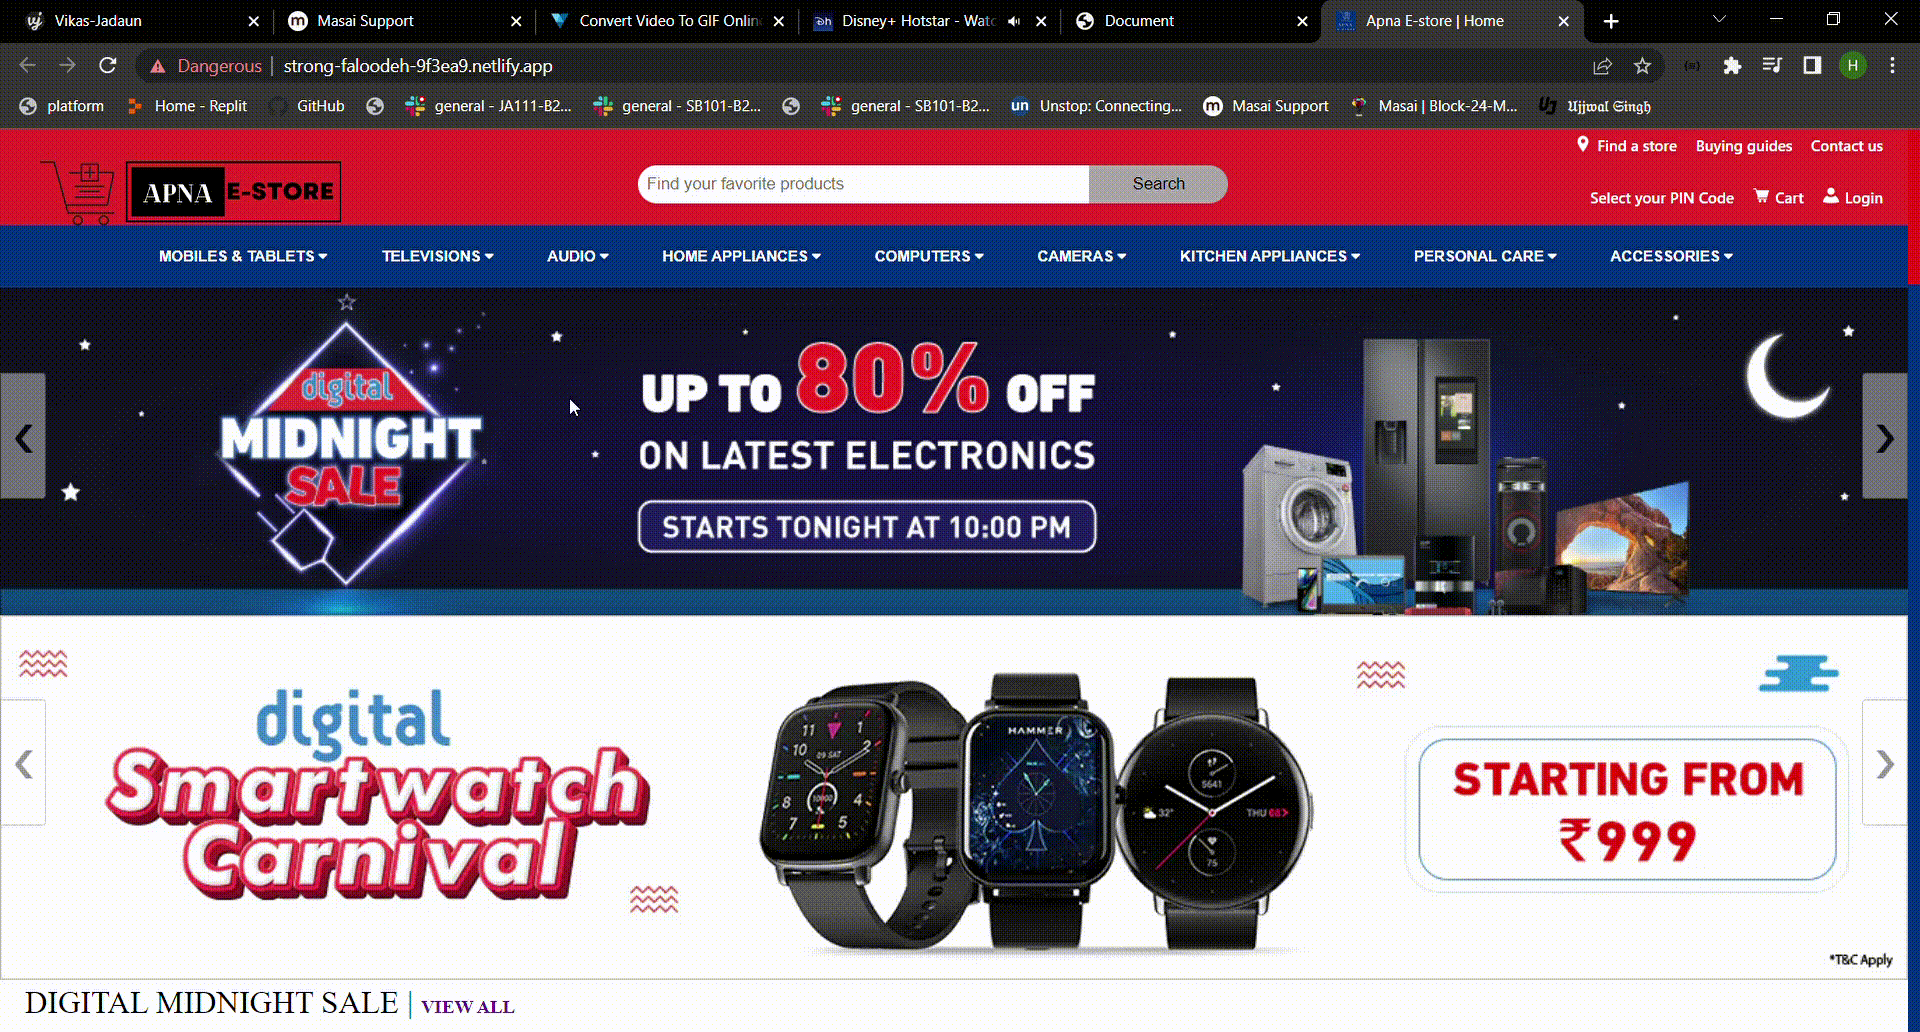 Vikas-Jadaun
Masai Support
Convert Video To GIF Onlin
Disney+ Hotstar - Wat
Document
Apna E-store | Home
Dangerous
strong-faloodeh-9f3ea9.netlify.app
H
platform
Home - Replit
GitHub
general - JA111-B2...
general - SB101-B2...
general - SB101-B2...
un
Unstop: Connecting...
Masai Support
Masai | Block-24-M...
Ujjwal Singh
Find a store
Buying guides
Contact us
APNA E-STORE
Find your favorite products
Search
Select your PIN Code
Cart
Login
MOBILES & TABLETS
TELEVISIONS
AUDIO
HOME APPLIANCES
COMPUTERS
CAMERAS
KITCHEN APPLIANCES
PERSONAL CARE
ACCESSORIES
digital
MIDNIGHT
SALE
UP TO 80% OFF
ON LATEST ELECTRONICS
STARTS TONIGHT AT 10:00 PM
digital
Smartwatch
Carnival
HAMMER
STARTING FROM
₹999
*T&C Apply
DIGITAL MIDNIGHT SALE | VIEW ALL